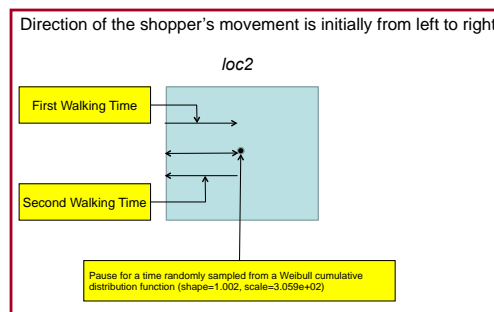 Direction of the shopper’s movement is initially from left to right
loc2
First Walking Time
Second Walking Time
Pause for a time randomly sampled from a Weibull cumulative
distribution function (shape=1.002, scale=3.059e+02)